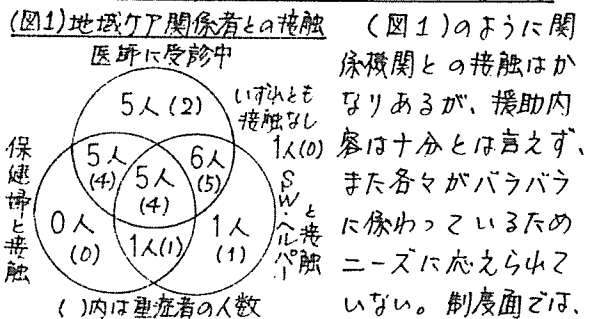 (図1)地域ケア関係者との接触
医師に受診中
5人(2)
いずれとも
接触なし
1人(0)
5人
(4)
6人
(5)
5人
(4)
保健婦と接触
SW・ヘルパーと接触
0人
(0)
1人(1)
1人
(1)
( )内は重症者の人数
(図1)のように関
係機関との接触はか
なりあるが、援助内
容は十分とは言えず、
また各々がバラバラ
に係わっているため
ニーズに応えられて
いない。制度面では、